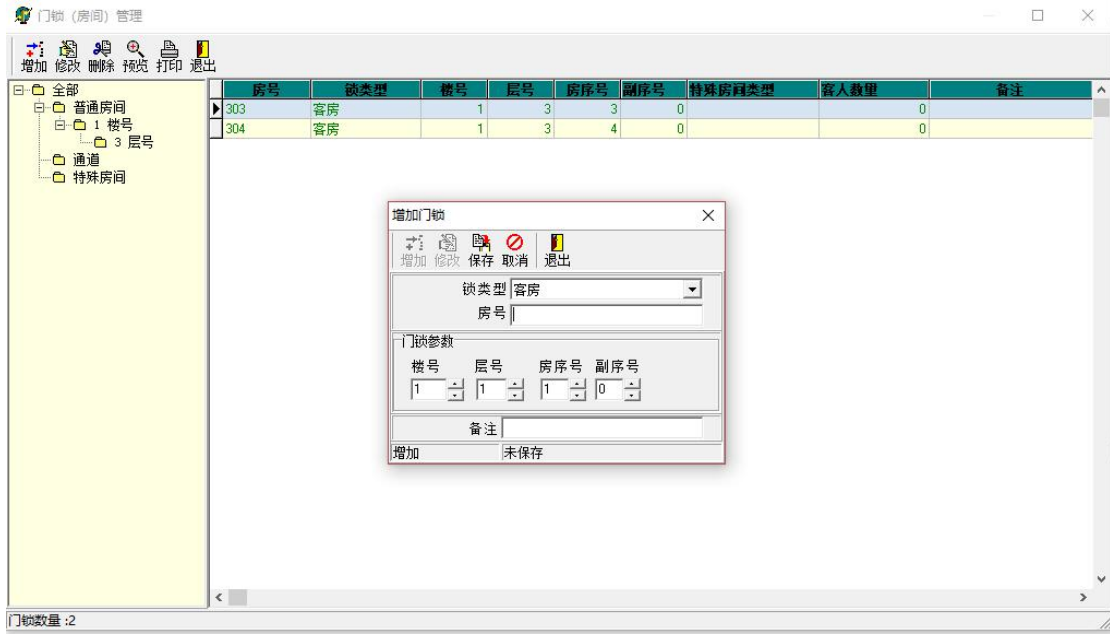 门锁（房间）管理
增加 修改 删除 预览 打印 退出
全部
普通房间
1 楼号
3 层号
通道
特殊房间
房号 锁类型 楼号 层号 房序号 副序号 特殊房间类型 客人数量 备注
303 客房 1 3 3 0 0
304 客房 1 3 4 0 0
增加门锁
增加 修改 保存 取消 退出
锁类型 客房
房号
门锁参数
楼号 层号 房序号 副序号
1 1 1 0
备注
增加 未保存
门锁数量 :2